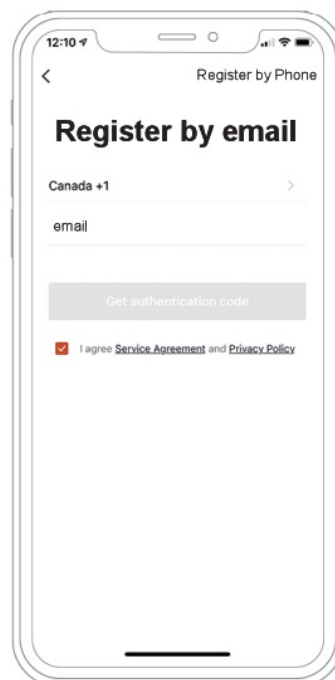 12:10
Register by Phone
Register by email
Canada +1
email
Get authentication code
I agree Service Agreement and Privacy Policy